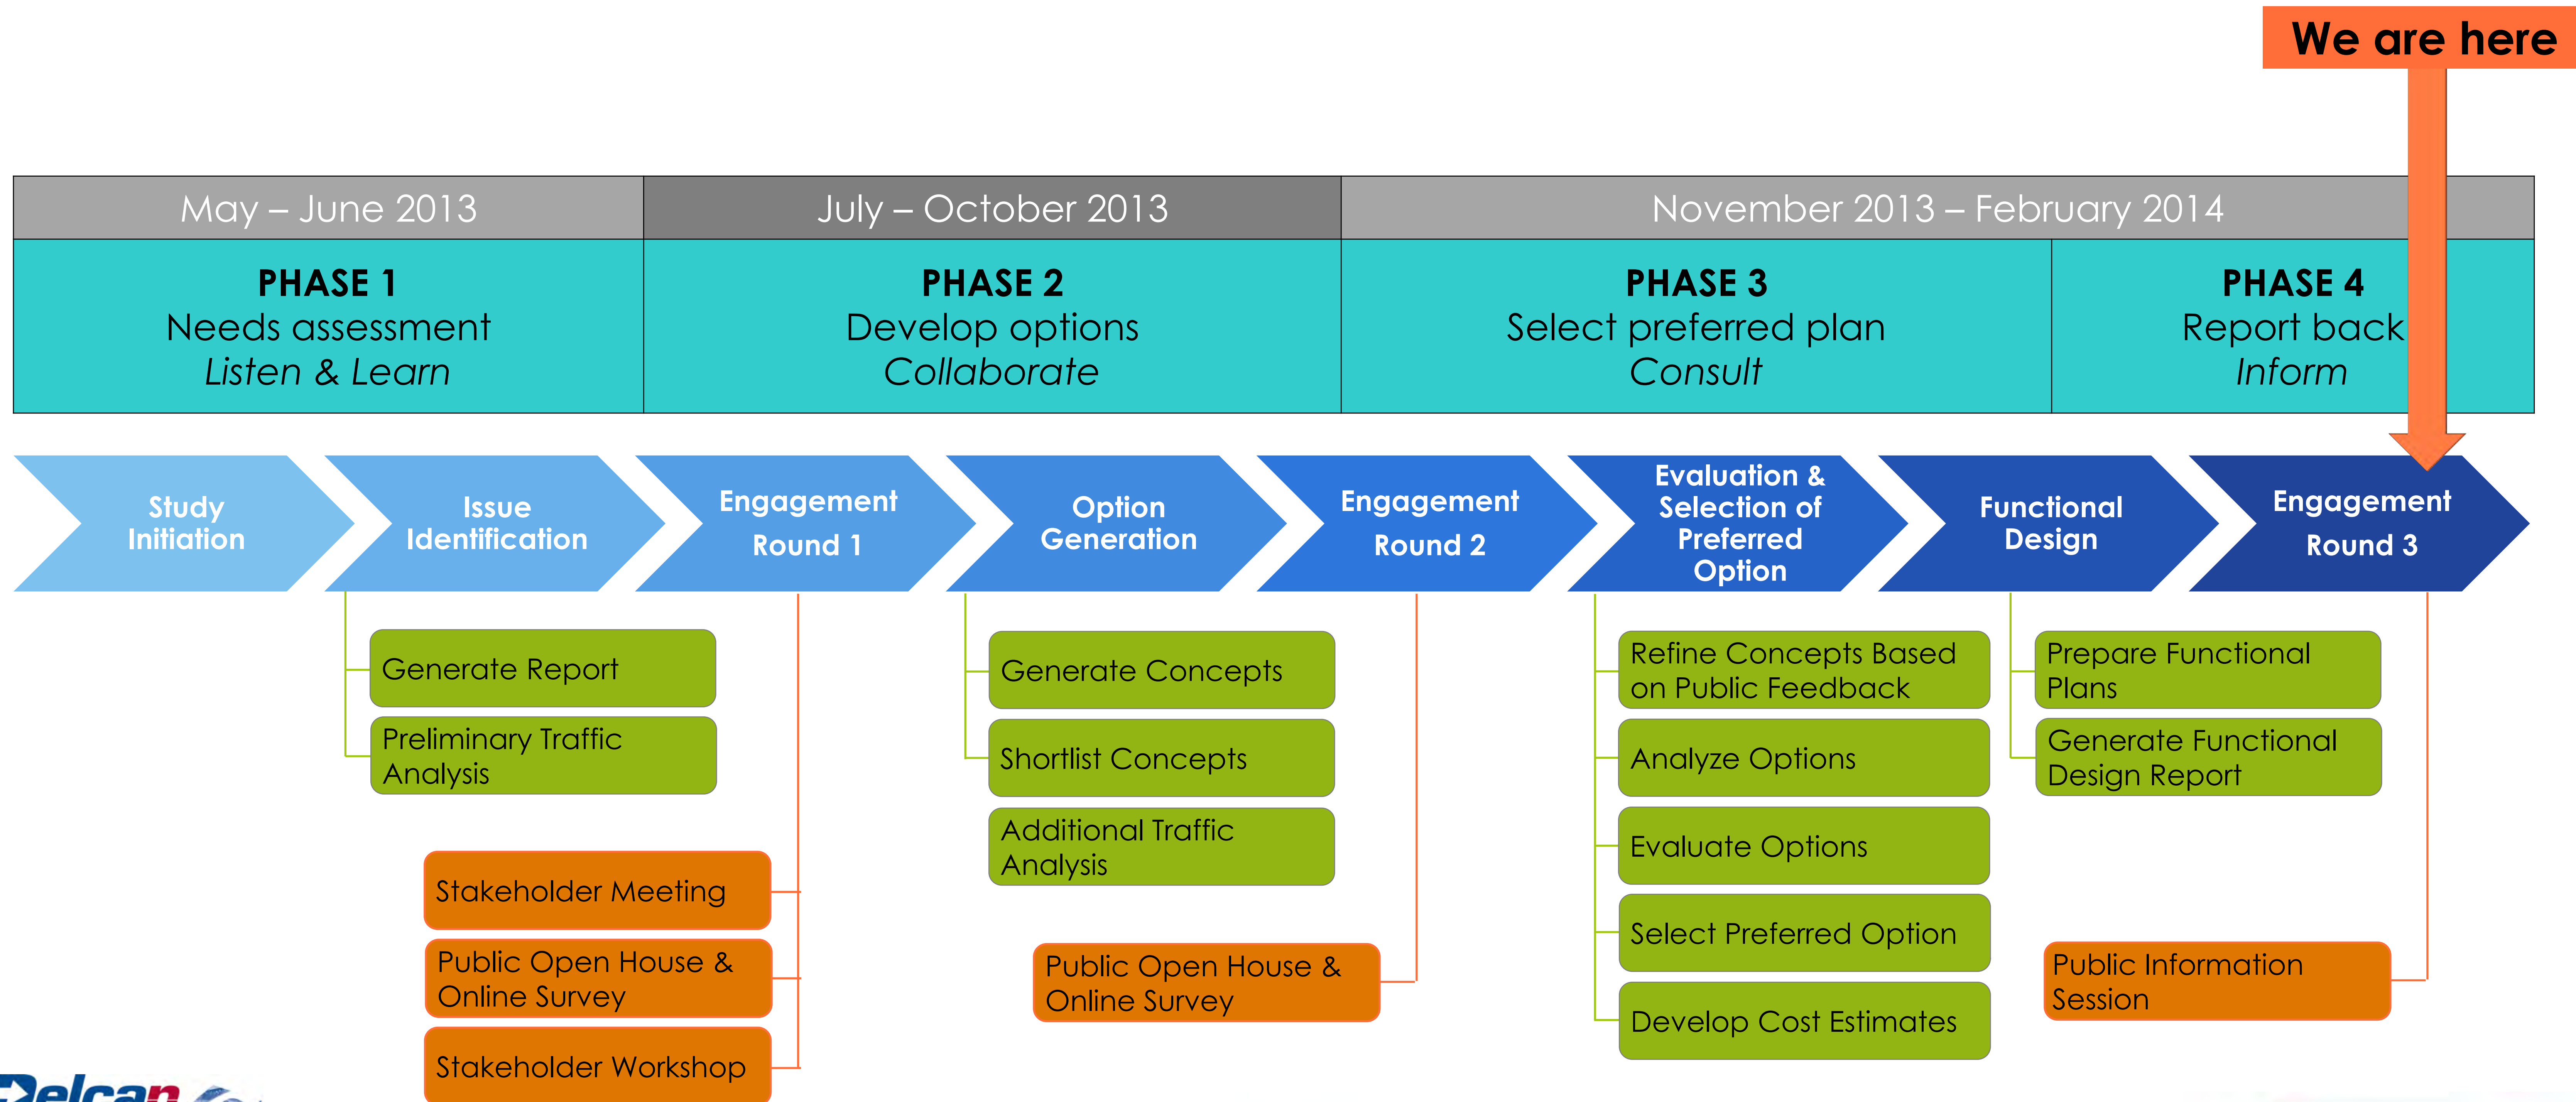 We are here
May – June 2013
July – October 2013
November 2013 – February 2014
PHASE 1
Needs assessment
Listen & Learn
PHASE 2
Develop options
Collaborate
PHASE 3
Select preferred plan
Consult
PHASE 4
Report back
Inform
Study
Initiation
Issue
Identification
Engagement
Round 1
Option
Generation
Engagement
Round 2
Evaluation &
Selection of
Preferred
Option
Functional
Design
Engagement
Round 3
Generate Report
Preliminary Traffic
Analysis
Stakeholder Meeting
Public Open House &
Online Survey
Stakeholder Workshop
Generate Concepts
Shortlist Concepts
Additional Traffic
Analysis
Public Open House &
Online Survey
Refine Concepts Based
on Public Feedback
Analyze Options
Evaluate Options
Select Preferred Option
Develop Cost Estimates
Prepare Functional
Plans
Generate Functional
Design Report
Public Information
Session
Delcan